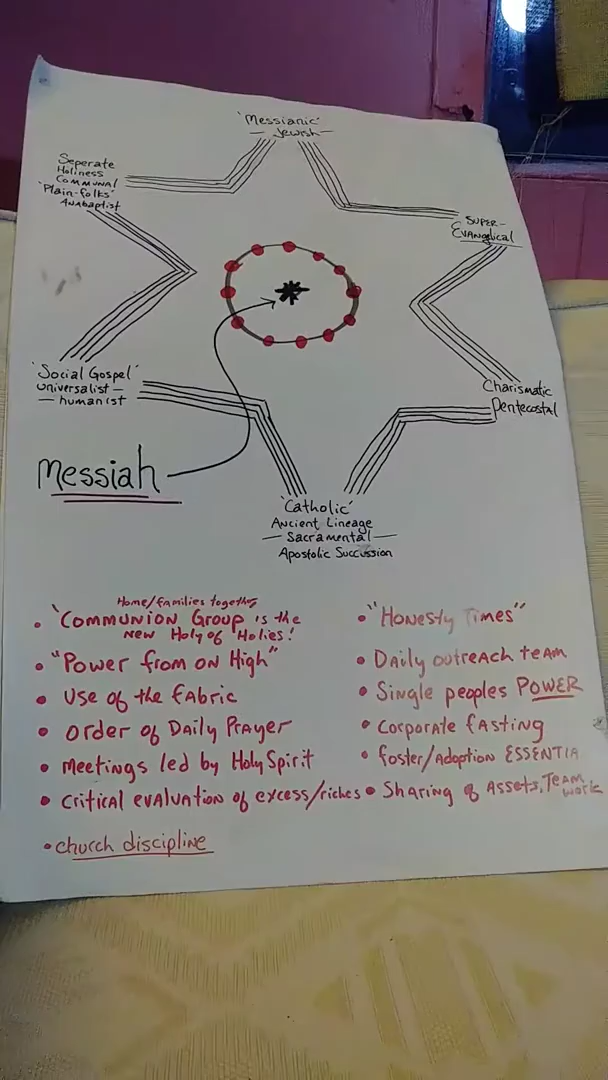 'Messianic'
— Jewish —
Seperate
Holiness
Communal
'Plain-folks'
Anabaptist
Super-
Evangelical
'Social Gospel'
universalist —
— humanist
Charismatic
Pentecostal
Messiah
'Catholic'
Ancient Lineage
— Sacramental —
Apostolic Succussion
Home/families together
• 'Communion Group is the
new Holy of Holies!
• "Power from on High"
• Use of the fabric
• Order of Daily Prayer
• Meetings led by Holy Spirit
• Critical evaluation of excess/riches
• church discipline
• "Honesty Times"
• Daily outreach team
• Single peoples POWER
• Corporate fasting
• foster/Adoption ESSENTIA
• Sharing of Assets, Team
work